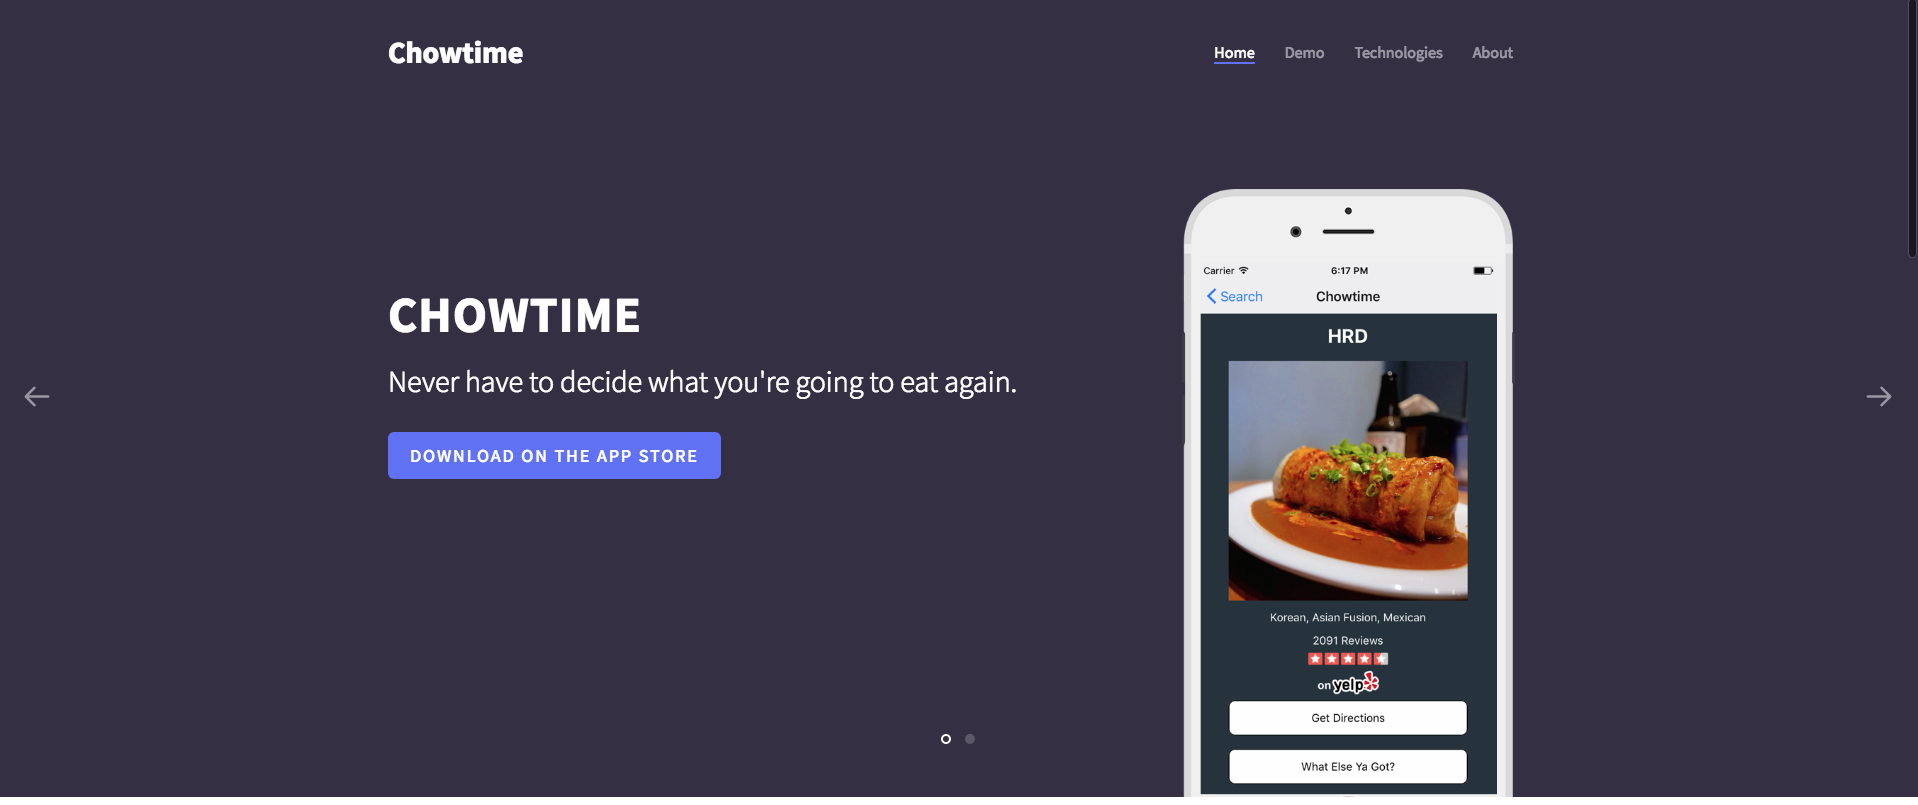 Chowtime
Home Demo Technologies About
CHOWTIME
Never have to decide what you're going to eat again.
DOWNLOAD ON THE APP STORE
Carrier 6:17 PM
Search Chowtime
HRD
Korean, Asian Fusion, Mexican
2091 Reviews
on yelp
Get Directions
What Else Ya Got?